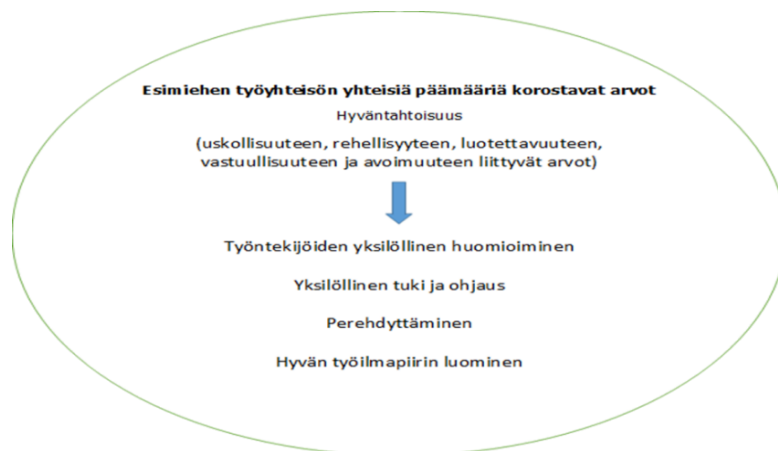 Esimiehen työyhteisön yhteisiä päämääriä korostavat arvot
Hyväntahtoisuus
(uskollisuuteen, rehellisyyteen, luotettavuuteen,
vastuullisuuteen ja avoimuuteen liittyvät arvot)
Työntekijöiden yksilöllinen huomioiminen
Yksilöllinen tuki ja ohjaus
Perehdyttäminen
Hyvän työilmapiirin luominen